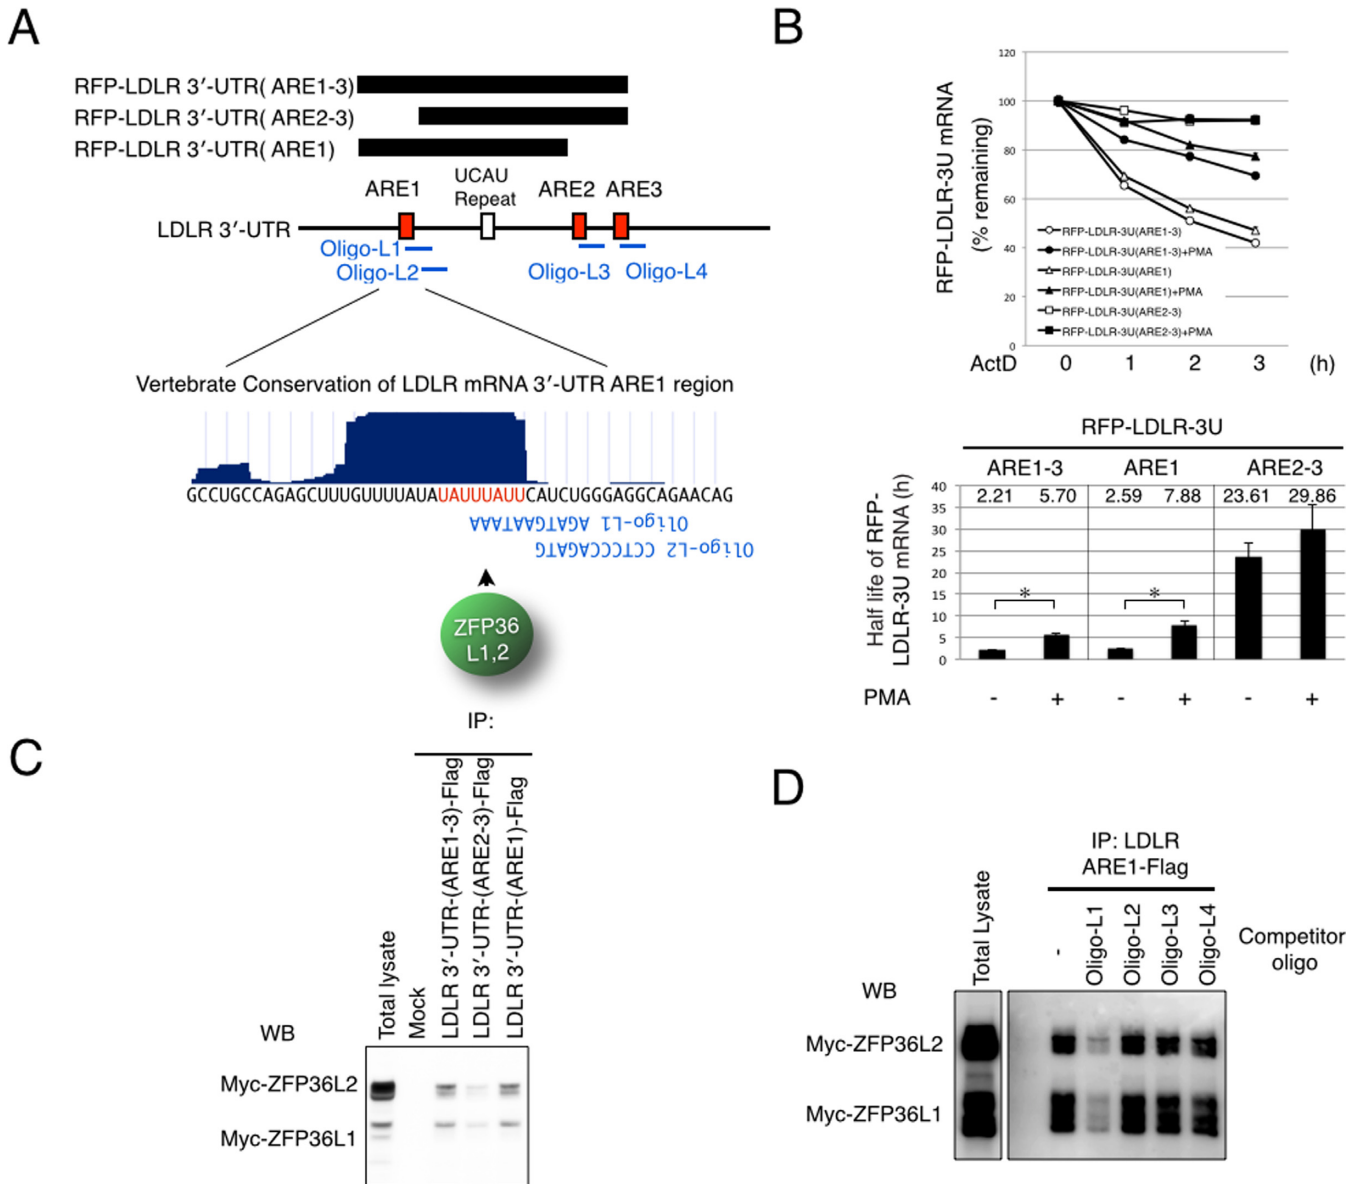 A
RFP-LDLR 3′-UTR( ARE1-3)
RFP-LDLR 3′-UTR( ARE2-3)
RFP-LDLR 3′-UTR( ARE1)
ARE1
UCAU
Repeat
ARE2
ARE3
LDLR 3′-UTR
Oligo-L1
Oligo-L2
Oligo-L3
Oligo-L4
Vertebrate Conservation of LDLR mRNA 3′-UTR ARE1 region
GCCUGCCAGAGCUUUGUUUUAUAUAUUUAUUCAUCUGGGAGGCAGAACAG
Oligo-L1 AGATGAATAAA
Oligo-L2 CCTCCCAGATG
ZFP36
L1,2
B
RFP-LDLR-3U mRNA
(% remaining)
120
100
80
60
40
20
0
RFP-LDLR-3U(ARE1-3)
RFP-LDLR-3U(ARE1-3)+PMA
RFP-LDLR-3U(ARE1)
RFP-LDLR-3U(ARE1)+PMA
RFP-LDLR-3U(ARE2-3)
RFP-LDLR-3U(ARE2-3)+PMA
ActD 0 1 2 3 (h)
RFP-LDLR-3U
ARE1-3 ARE1 ARE2-3
2.21 5.70 2.59 7.88 23.61 29.86
Half life of RFP-
LDLR-3U mRNA (h)
40
35
30
25
20
15
10
5
0
* *
PMA - + - + - +
C
IP:
Total lysate
Mock
LDLR 3′-UTR-(ARE1-3)-Flag
LDLR 3′-UTR-(ARE2-3)-Flag
LDLR 3′-UTR-(ARE1)-Flag
WB
Myc-ZFP36L2
Myc-ZFP36L1
D
IP: LDLR
ARE1-Flag
Total Lysate
-
Oligo-L1
Oligo-L2
Oligo-L3
Oligo-L4
Competitor
oligo
WB
Myc-ZFP36L2
Myc-ZFP36L1